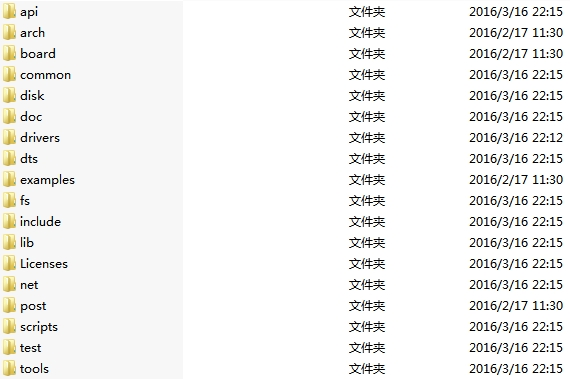 api 文件夹 2016/3/16 22:15
arch 文件夹 2016/2/17 11:30
board 文件夹 2016/2/17 11:30
common 文件夹 2016/3/16 22:15
disk 文件夹 2016/3/16 22:15
doc 文件夹 2016/3/16 22:15
drivers 文件夹 2016/3/16 22:12
dts 文件夹 2016/3/16 22:15
examples 文件夹 2016/2/17 11:30
fs 文件夹 2016/3/16 22:15
include 文件夹 2016/3/16 22:15
lib 文件夹 2016/3/16 22:15
Licenses 文件夹 2016/3/16 22:15
net 文件夹 2016/3/16 22:15
post 文件夹 2016/2/17 11:30
scripts 文件夹 2016/3/16 22:15
test 文件夹 2016/3/16 22:15
tools 文件夹 2016/3/16 22:15